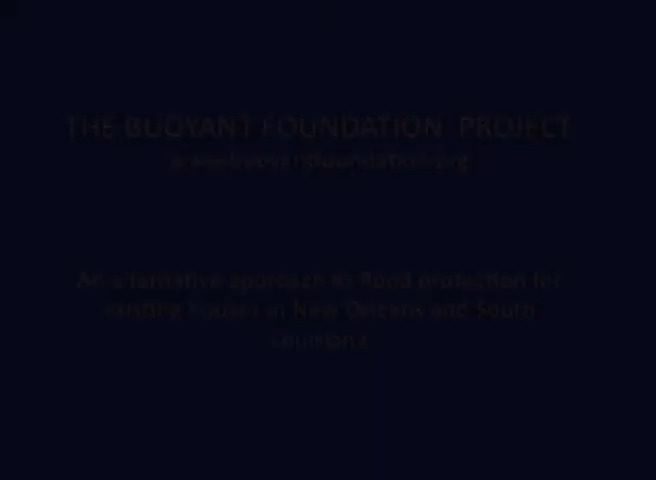 THE BUOYANT FOUNDATION PROJECT
www.buoyantfoundation.org
An alternative approach to flood protection for
existing houses in New Orleans and South
Louisiana